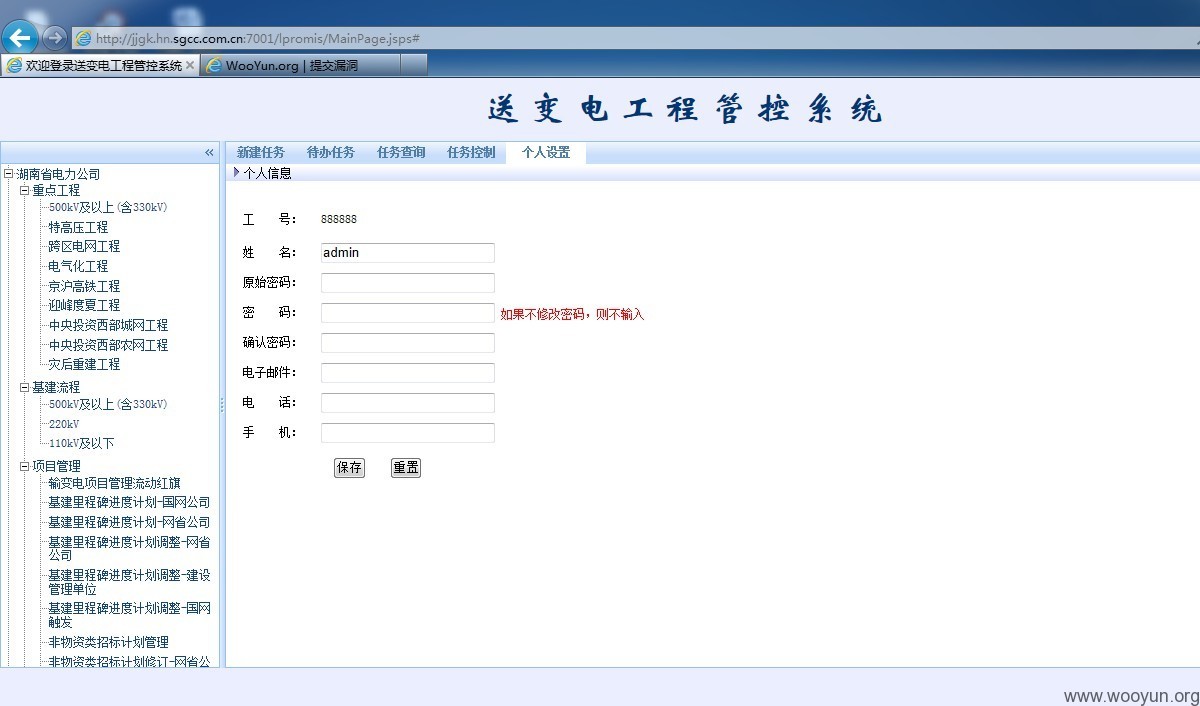 http://jjgk.hn.sgcc.com.cn:7001/lpromis/MainPage.jsps#
欢迎登录送变电工程管控系统 ×
WooYun.org | 提交漏洞
送变电工程管控系统
«
新建任务 待办任务 任务查询 任务控制 个人设置
个人信息
湖南省电力公司
重点工程
500kV及以上(含330kV)
特高压工程
跨区电网工程
电气化工程
京沪高铁工程
迎峰度夏工程
中央投资西部城网工程
中央投资西部农网工程
灾后重建工程
基建流程
500kV及以上(含330kV)
220kV
110kV及以下
项目管理
输变电项目管理流动红旗
基建里程碑进度计划-国网公司
基建里程碑进度计划-网省公司
基建里程碑进度计划调整-网省
公司
基建里程碑进度计划调整-建设
管理单位
基建里程碑进度计划调整-国网
触发
非物资类招标计划管理
非物资类招标计划修订-网省公
工 号: 888888
姓 名: admin
原始密码:
密 码: 如果不修改密码，则不输入
确认密码:
电子邮件:
电 话:
手 机:
保存 重置
www.wooyun.org